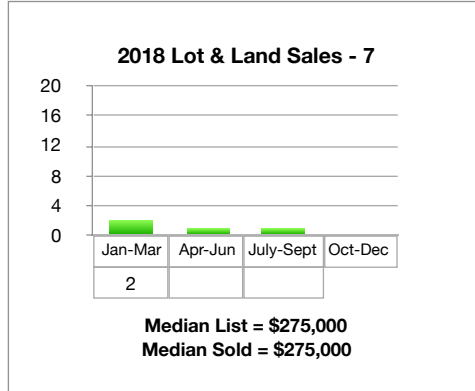 2018 Lot & Land Sales - 7
20
16
12
8
4
0
Jan-Mar Apr-Jun July-Sept Oct-Dec
2
Median List = $275,000
Median Sold = $275,000